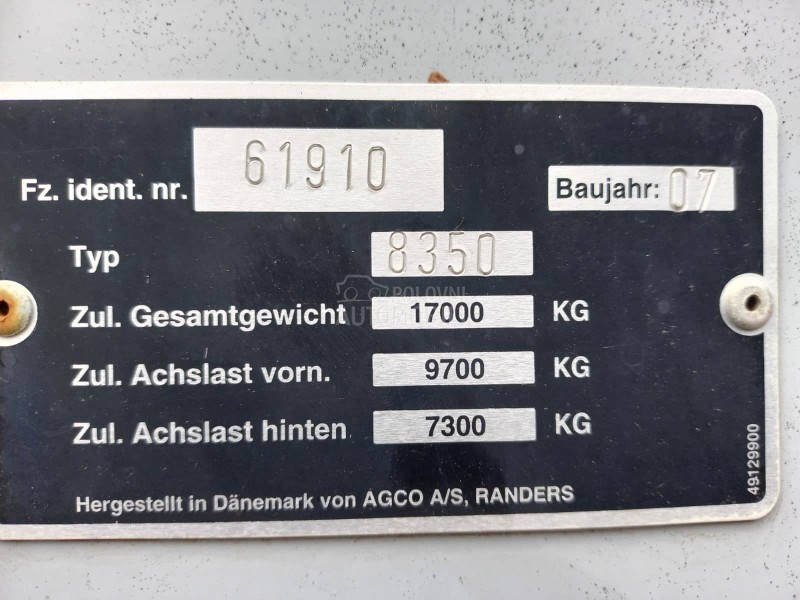 Fz. ident. nr. 61910
Baujahr: 07
Typ 8350
Zul. Gesamtgewicht 17000 KG
Zul. Achslast vorn. 9700 KG
Zul. Achslast hinten 7300 KG
Hergestellt in Dänemark von AGCO A/S, RANDERS
49129900
POLOVNI